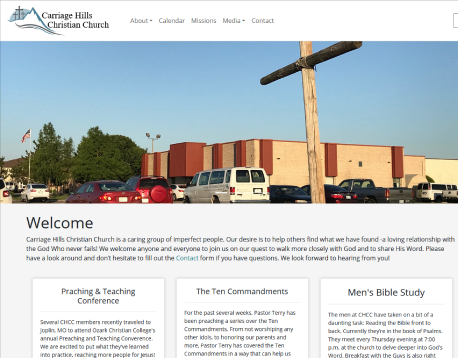 Carriage Hills
Christian Church
About Calendar Missions Media Contact
Welcome
Carriage Hills Christian Church is a caring group of imperfect people. Our desire is to help others find what we have found -a loving relationship with
the God Who never fails! We welcome anyone and everyone to join us on our quest to walk more closely with God and to share His Word. Please
have a look around and don't hesitate to fill out the Contact form if you have questions. We look forward to hearing from you!
Praching & Teaching
Conference
Several CHCC members recently traveled to
Joplin, MO to attend Ozark Christian College's
annual Preaching and Teaching Converence.
We are excited to put what they've learned
into practice, reaching more people for Jesus!
The Ten Commandments
For the past several weeks, Pastor Terry has
been preaching a series over the Ten
Commandments. From not worshiping any
other idols, to honoring our parents and
more, Pastor Terry has covered the Ten
Commandments in a way that can help us
Men's Bible Study
The men at CHCC have taken on a bit of a
daunting task: Reading the Bible front to
back. Currently they're in the book of Psalms.
They meet every Thursday evening at 7:00
p.m. at the church to delve deeper into God's
Word. Breakfast with the Guys is also right